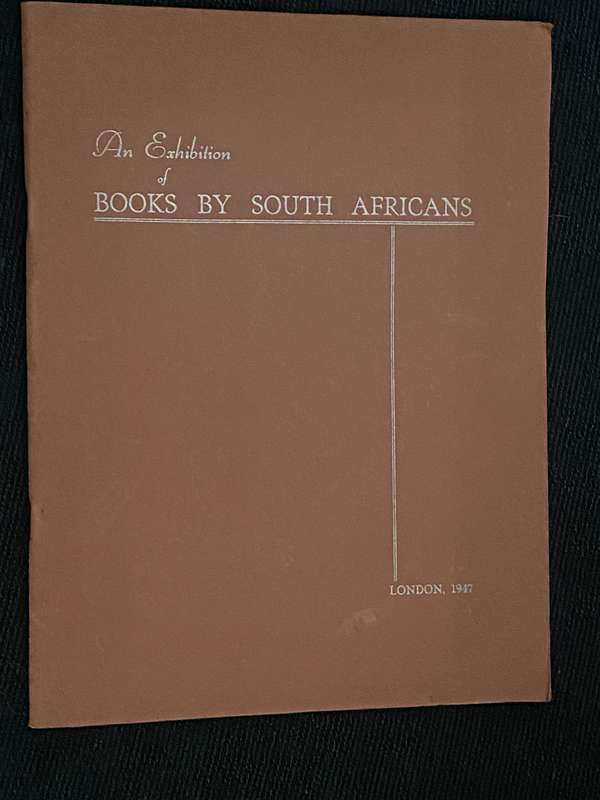 An Exhibition
of
BOOKS BY SOUTH AFRICANS
LONDON, 1947